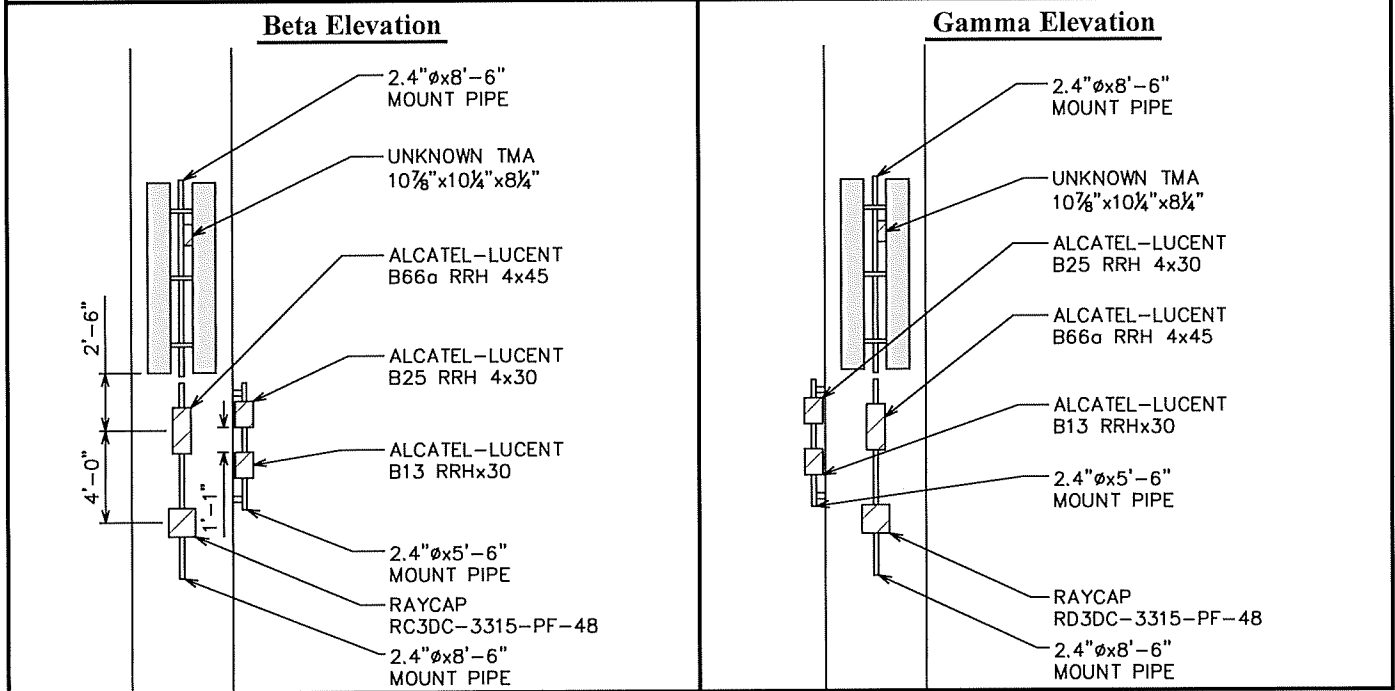 Beta Elevation
2.4"øx8'-6"
MOUNT PIPE
UNKNOWN TMA
10⅞"x10¼"x8¼"
ALCATEL-LUCENT
B66a RRH 4x45
2'-6"
ALCATEL-LUCENT
B25 RRH 4x30
ALCATEL-LUCENT
B13 RRHx30
4'-0"
1'-1"
2.4"øx5'-6"
MOUNT PIPE
RAYCAP
RC3DC-3315-PF-48
2.4"øx8'-6"
MOUNT PIPE
Gamma Elevation
2.4"øx8'-6"
MOUNT PIPE
UNKNOWN TMA
10⅞"x10¼"x8¼"
ALCATEL-LUCENT
B25 RRH 4x30
ALCATEL-LUCENT
B66a RRH 4x45
ALCATEL-LUCENT
B13 RRHx30
2.4"øx5'-6"
MOUNT PIPE
RAYCAP
RD3DC-3315-PF-48
2.4"øx8'-6"
MOUNT PIPE